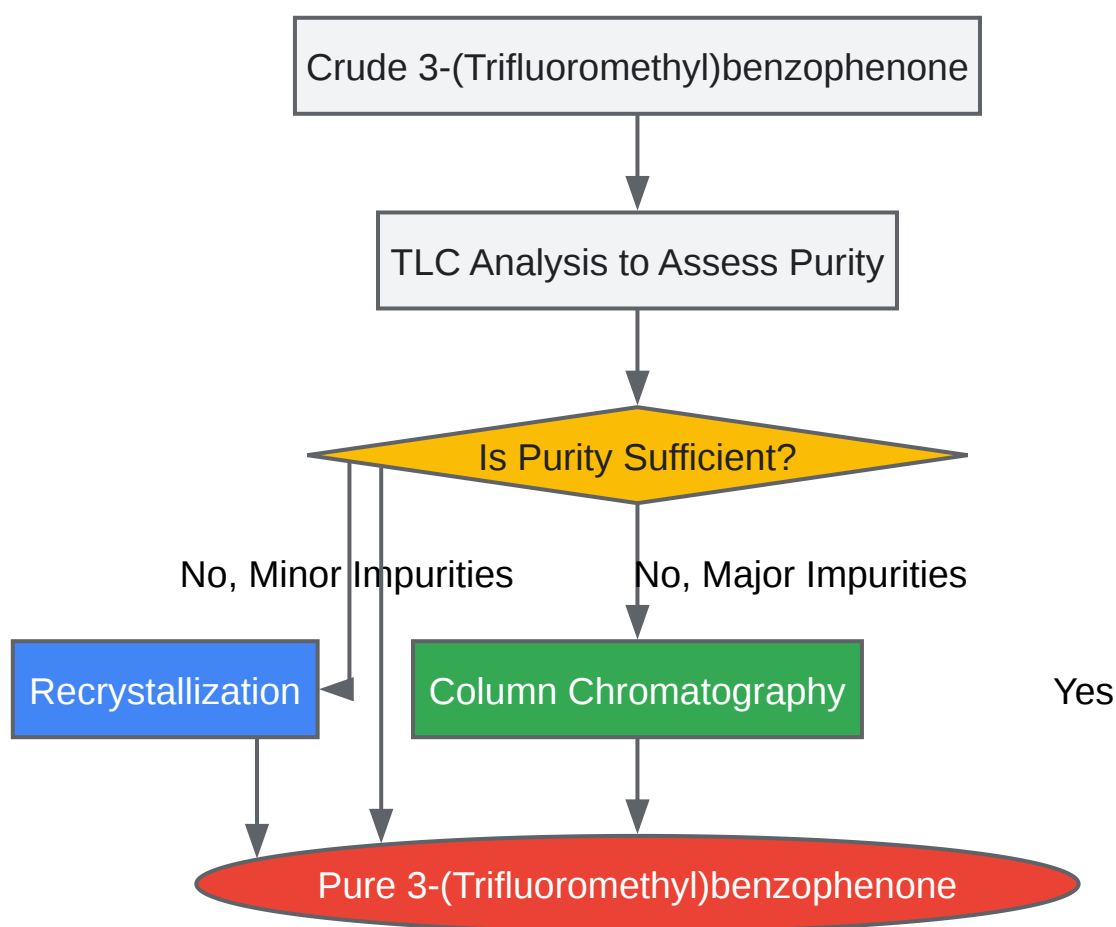 Crude 3-(Trifluoromethyl)benzophenone
TLC Analysis to Assess Purity
Is Purity Sufficient?
No, Minor Impurities
No, Major Impurities
Recrystallization
Column Chromatography
Yes
Pure 3-(Trifluoromethyl)benzophenone